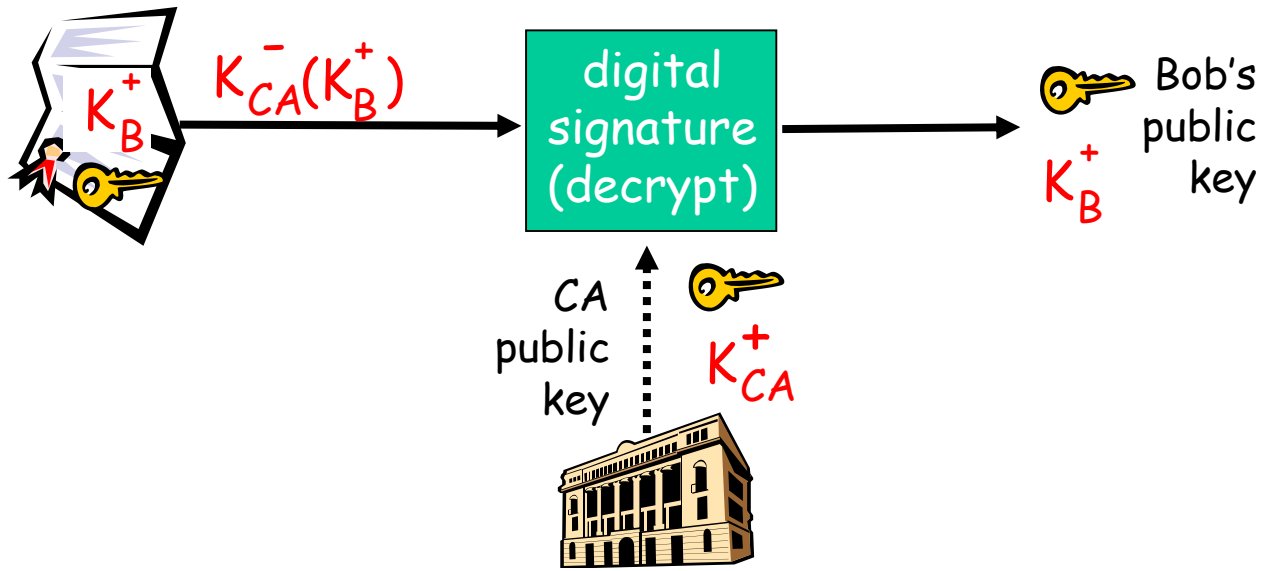 K_B^+
K_CA^-(K_B^+)
digital
signature
(decrypt)
Bob's
public
key
K_B^+
CA
public
key
K_CA^+